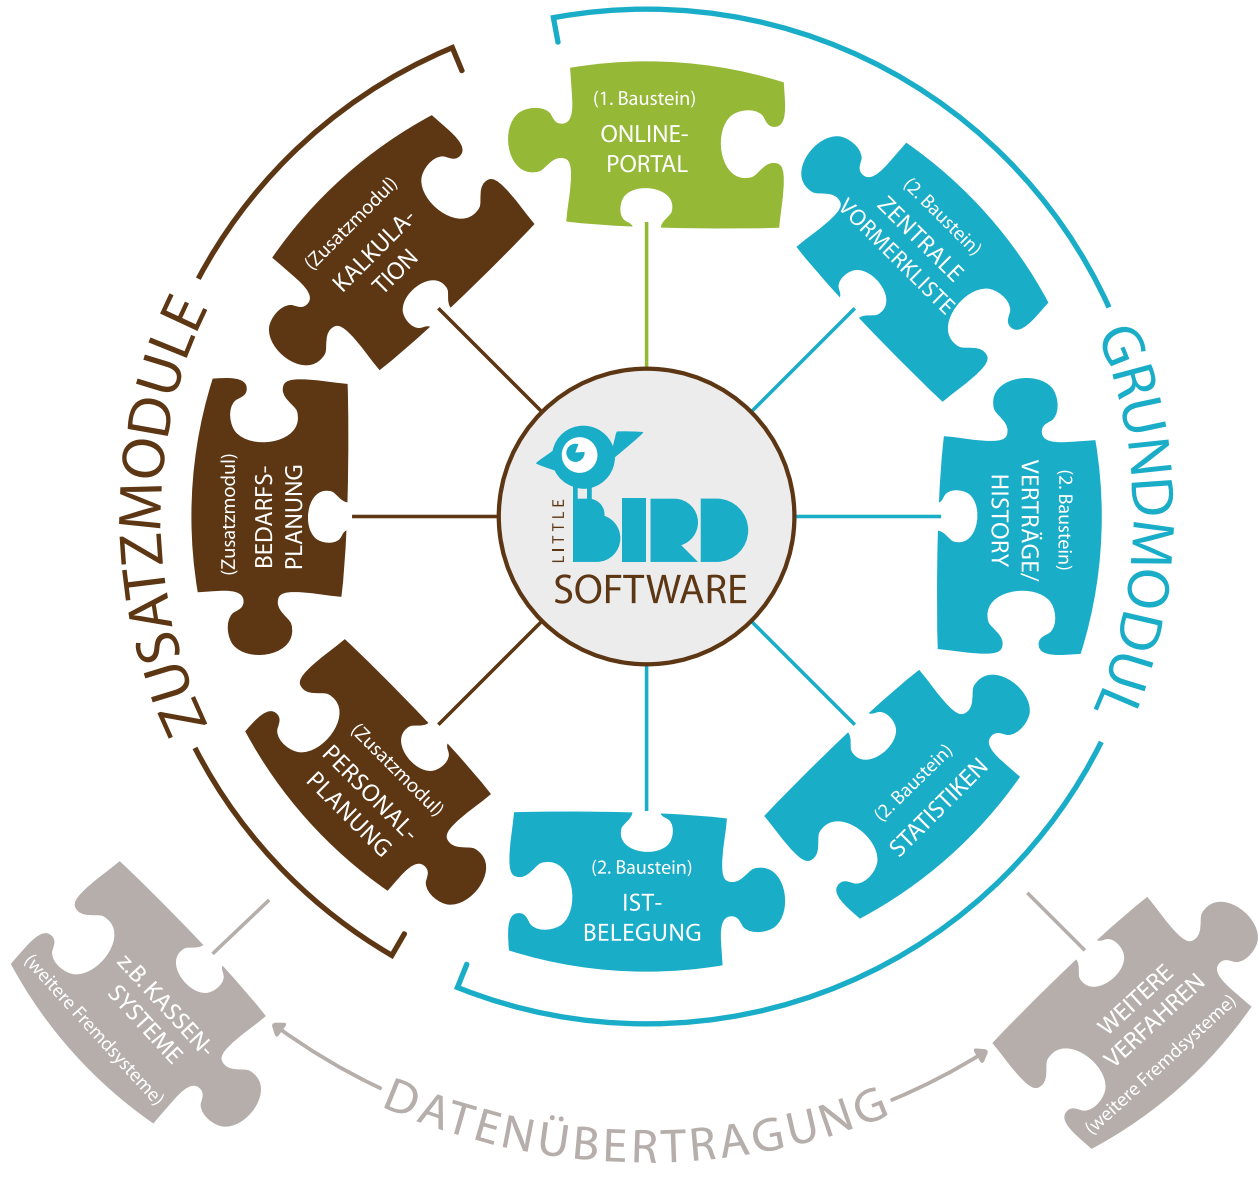 (1. Baustein)
ONLINE-
PORTAL
(2. Baustein)
ZENTRALE
VORMERKLISTE
(2. Baustein)
VERTRÄGE/
HISTORY
(2. Baustein)
STATISTIKEN
(2. Baustein)
IST-
BELEGUNG
(Zusatzmodul)
PERSONAL-
PLANUNG
(Zusatzmodul)
BEDARFS-
PLANUNG
(Zusatzmodul)
KALKULA-
TION
LITTLE
BIRD
SOFTWARE
ZUSATZMODULE
GRUNDMODUL
z.B. KASSEN-
SYSTEME
(weitere Fremdsysteme)
WEITERE
VERFAHREN
(weitere Fremdsysteme)
DATENÜBERTRAGUNG